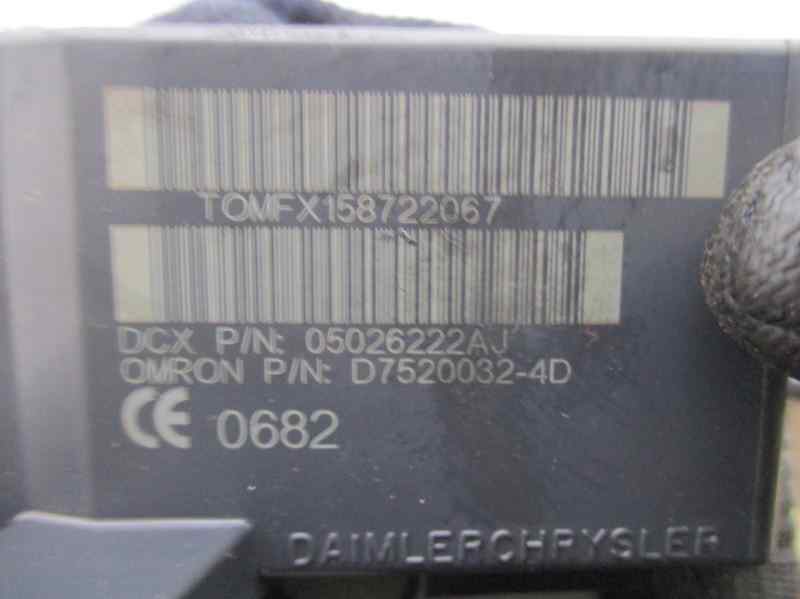 TOMFX158722067
DCX P/N: 05026222AJ
OMRON P/N: D7520032-4D
CE 0682
DAIMLERCHRYSLER